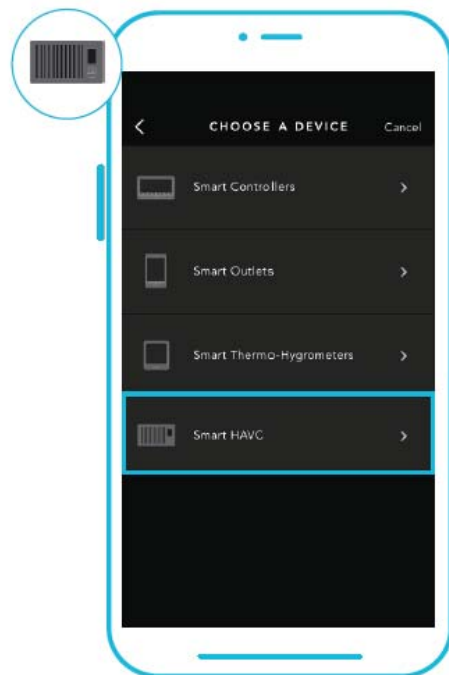 CHOOSE A DEVICE Cancel
Smart Controllers
Smart Outlets
Smart Thermo-Hygrometers
Smart HAVC